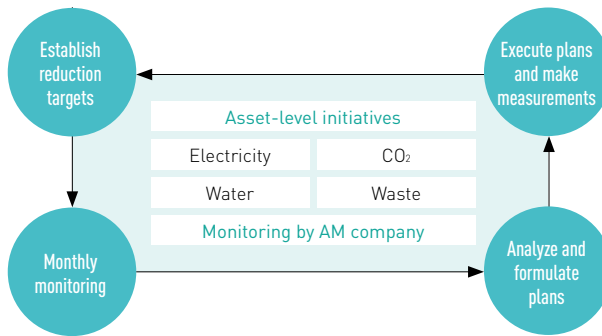 Establish
reduction
targets
Execute plans
and make
measurements
Asset-level initiatives
Electricity
CO₂
Water
Waste
Monitoring by AM company
Monthly
monitoring
Analyze and
formulate
plans